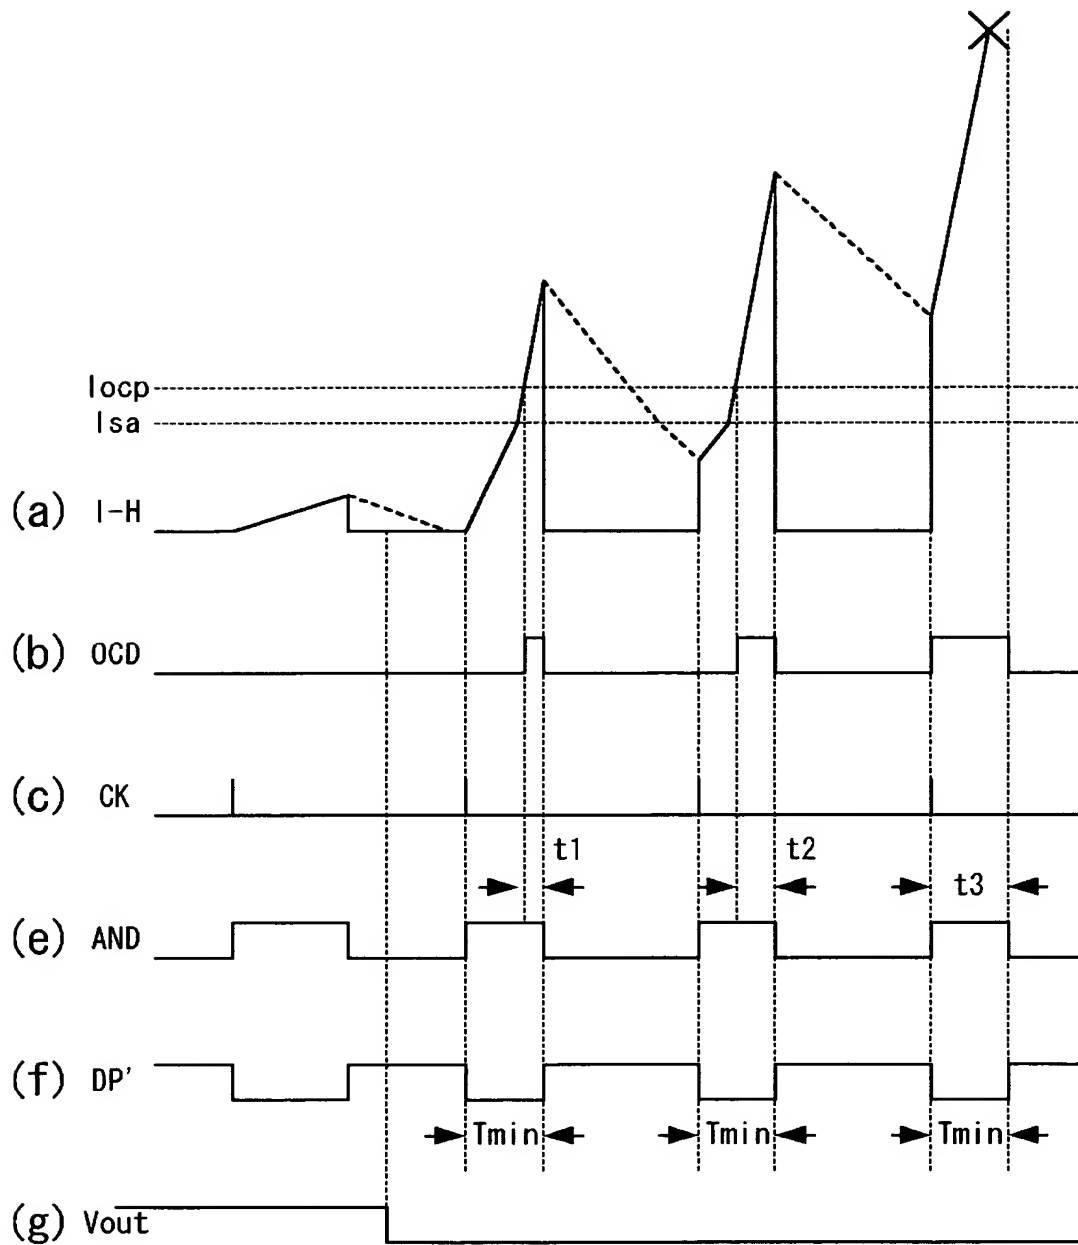 Iocp
Isa
(a) I-H
(b) OCD
(c) CK
t1 t2 t3
(e) AND
(f) DP'
Tmin Tmin Tmin
(g) Vout